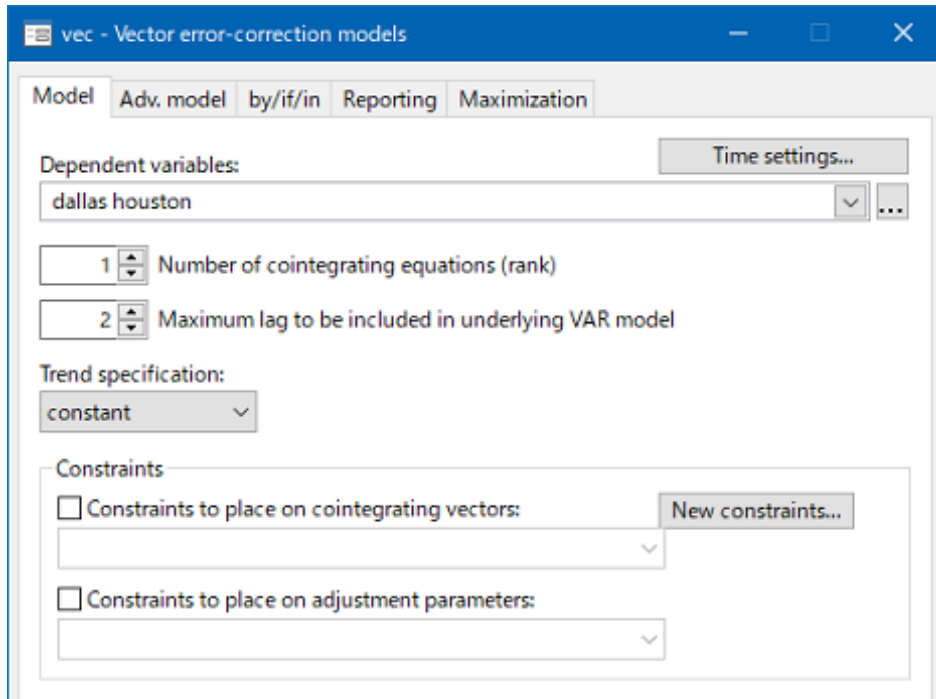 vec - Vector error-correction models
Model Adv. model by/if/in Reporting Maximization
Dependent variables:
Time settings...
dallas houston
...
1 Number of cointegrating equations (rank)
2 Maximum lag to be included in underlying VAR model
Trend specification:
constant
Constraints
Constraints to place on cointegrating vectors:
New constraints...
Constraints to place on adjustment parameters: